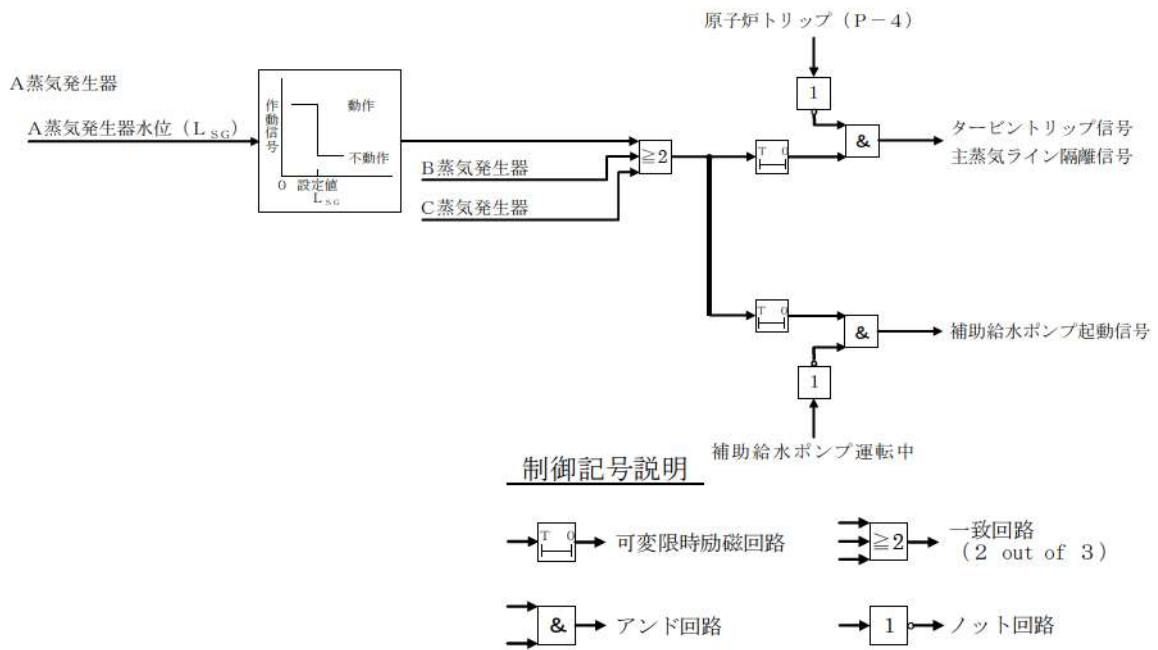 原子炉トリップ(P-4)
A蒸気発生器
A蒸気発生器水位(L SG)
作動信号
動作
不動作
0 設定値
L SG
1
&
タービントリップ信号
主蒸気ライン隔離信号
≧2
T 0
B蒸気発生器
C蒸気発生器
T 0
&
補助給水ポンプ起動信号
1
補助給水ポンプ運転中
制御記号説明
T 0
可変限時励磁回路
≧2
一致回路
(2 out of 3)
&
アンド回路
1
ノット回路